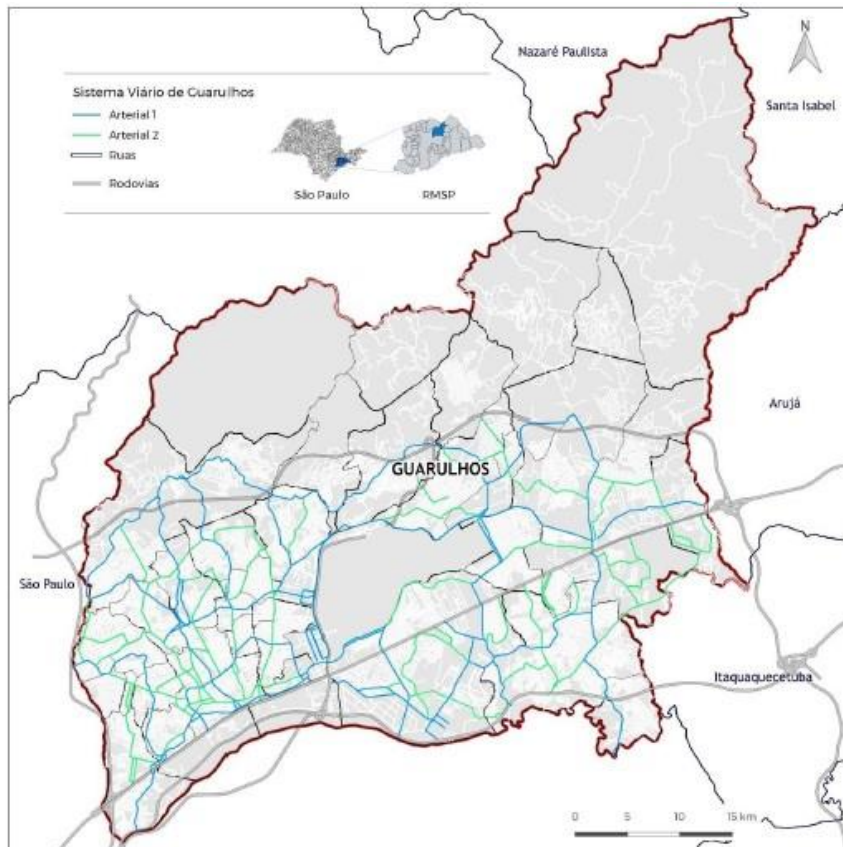 Nazaré Paulista
N
Santa Isabel
Sistema Viário de Guarulhos
Arterial 1
Arterial 2
Ruas
Rodovias
São Paulo
RMSP
Arujá
GUARULHOS
São Paulo
Itaquaquecetuba
0 5 10 15 km